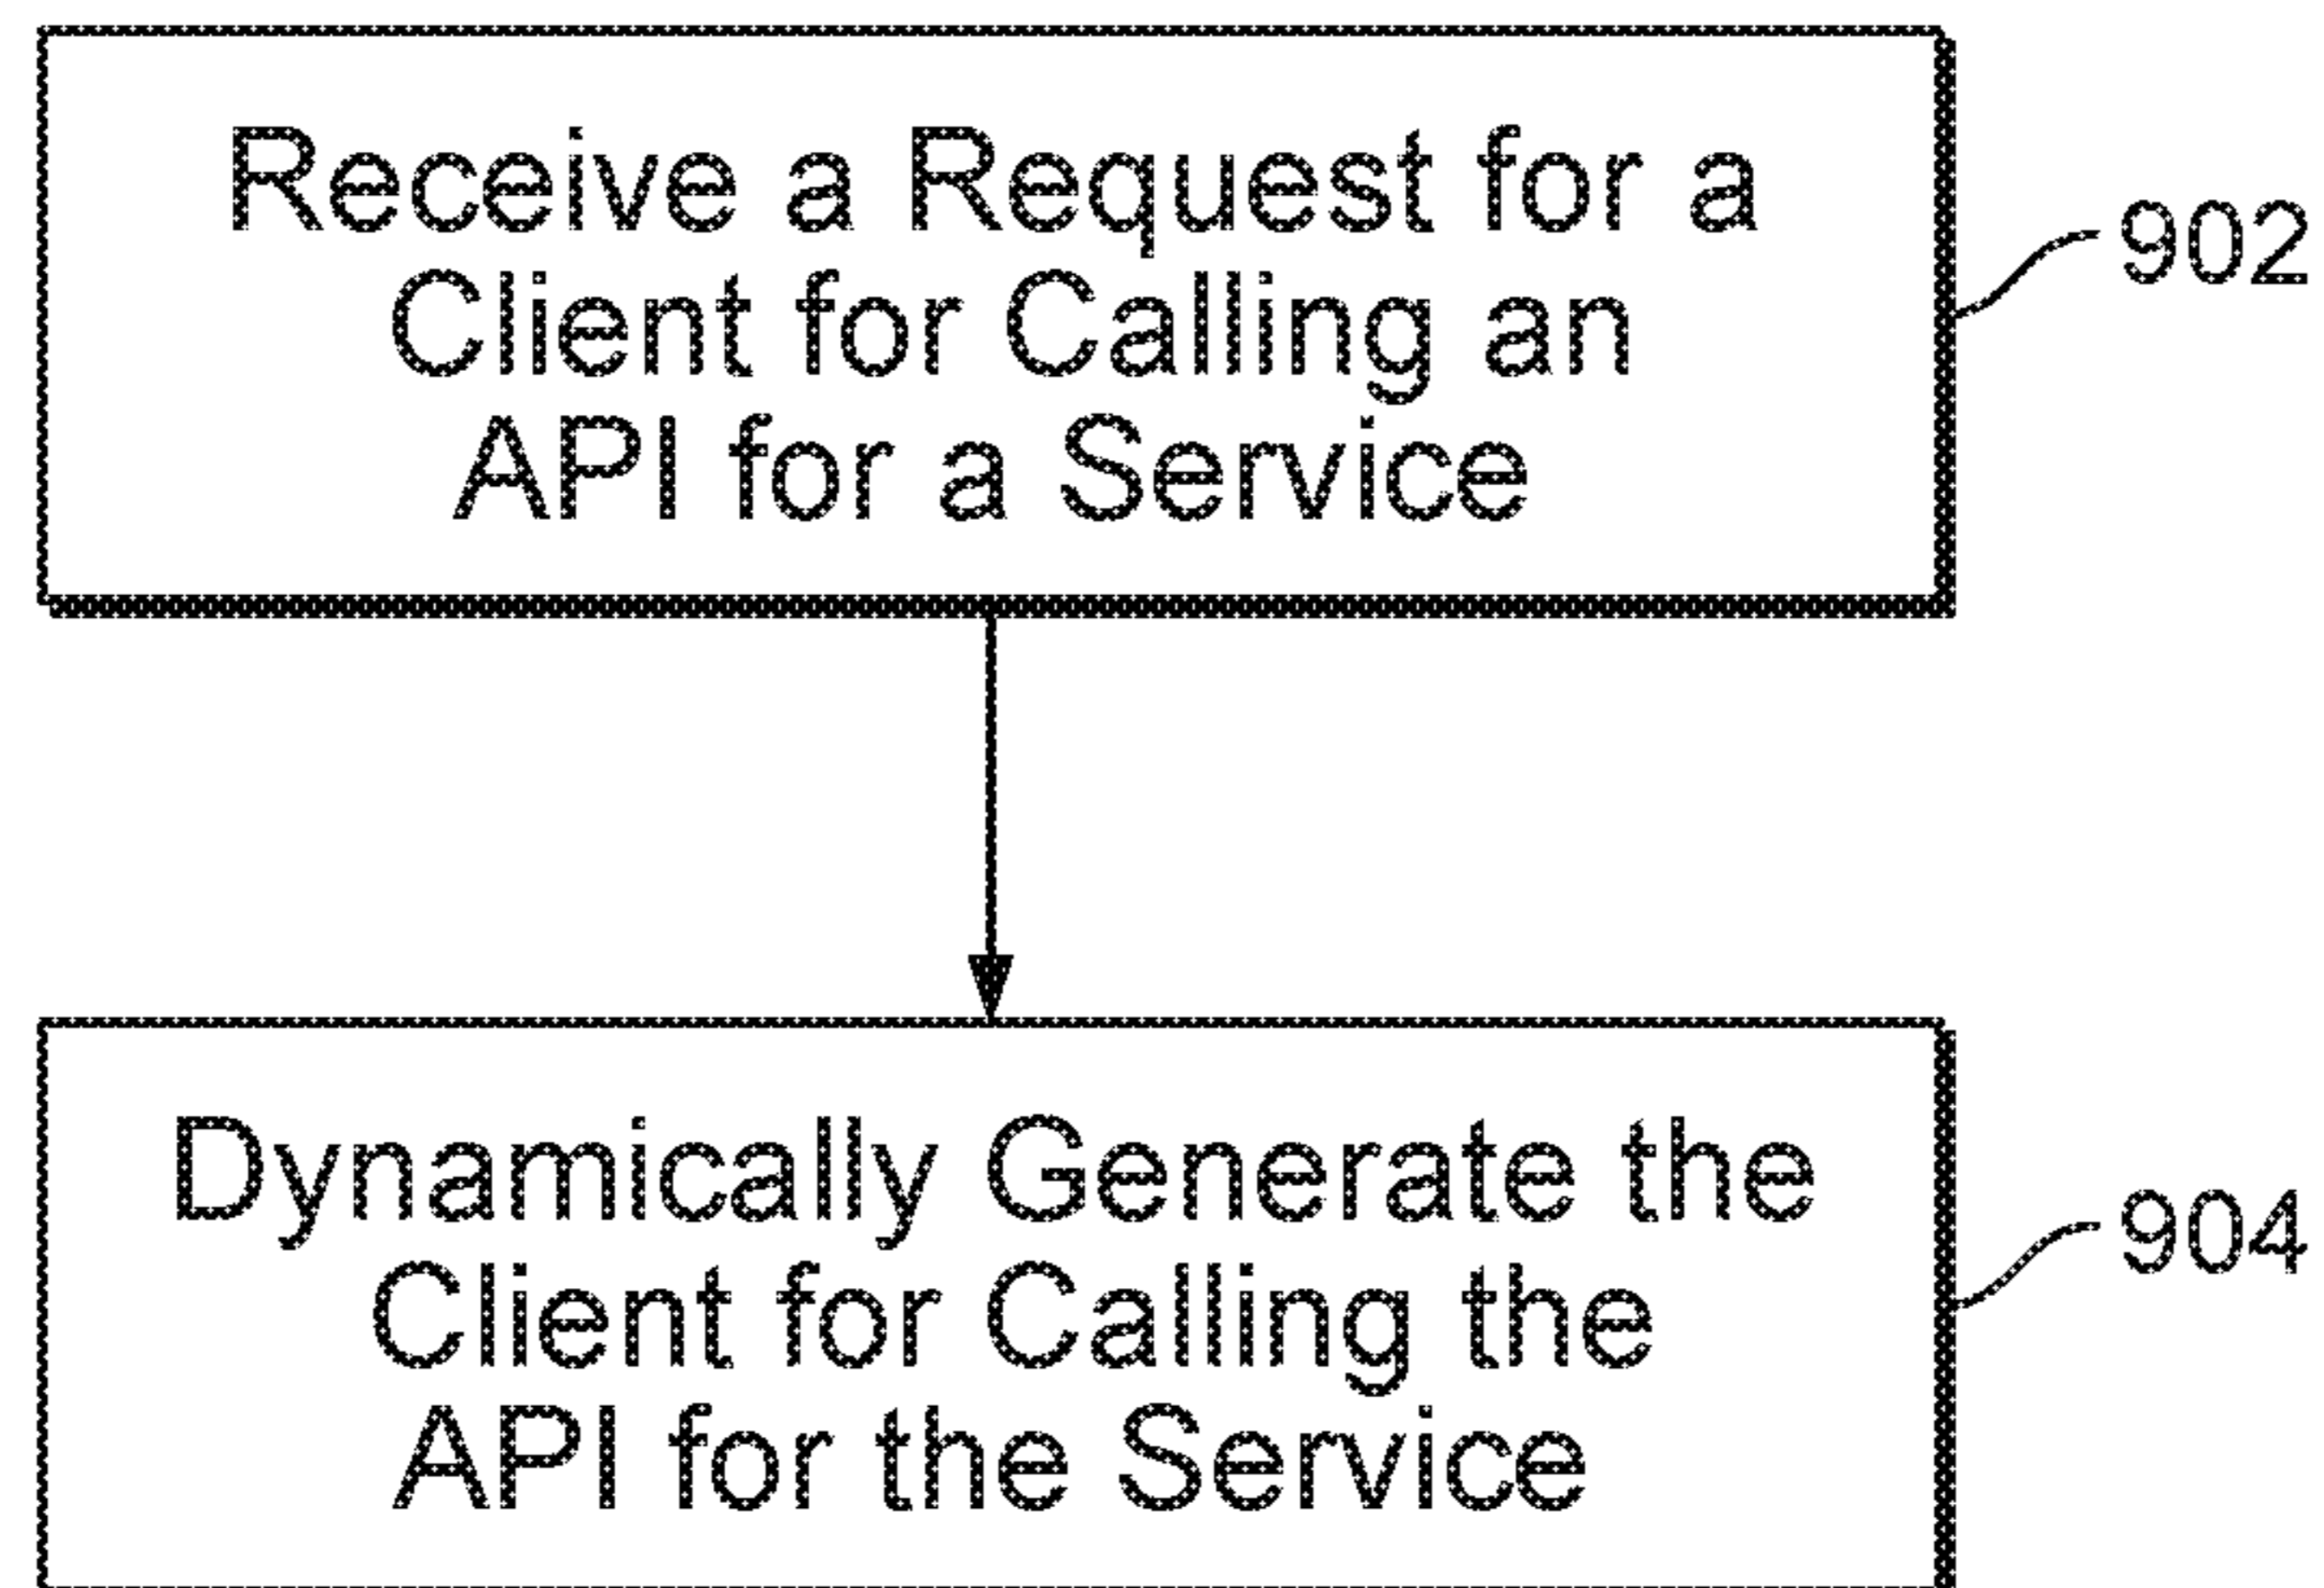 Receive a Request for a
Client for Calling an
API for a Service
902
Dynamically Generate the
Client for Calling the
API for the Service
904